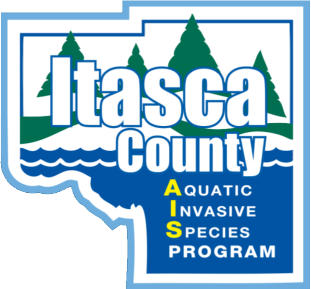 Itasca
County
AQUATIC
INVASIVE
SPECIES
PROGRAM